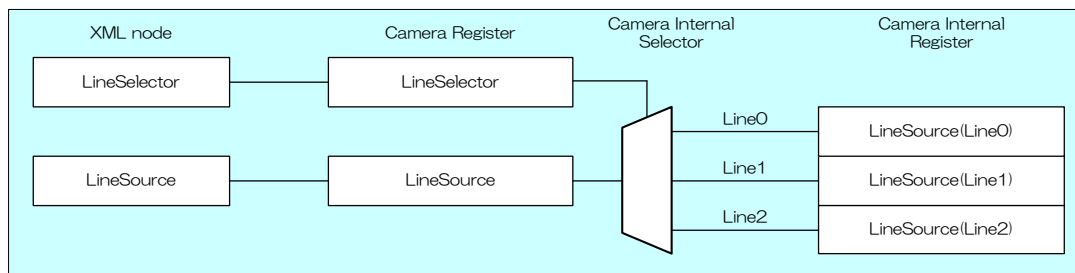 XML node
Camera Register
Camera Internal
Selector
Camera Internal
Register
LineSelector
LineSelector
Line0
LineSource(Line0)
LineSource
LineSource
Line1
LineSource(Line1)
Line2
LineSource(Line2)